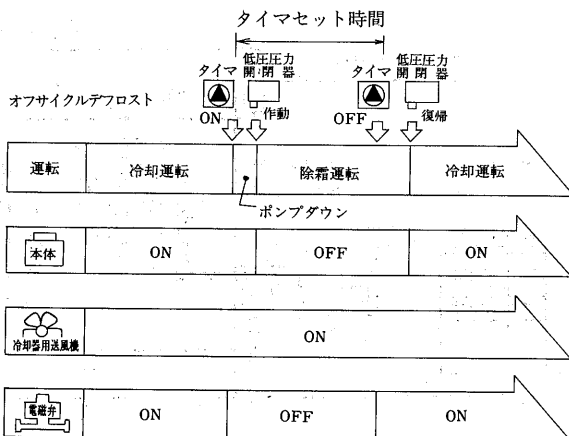 タイマセット時間
低圧圧力
タイマ 開閉器
低圧圧力
タイマ 開閉器
オフサイクルデフロスト
ON
作動
OFF
復帰
運転
冷却運転
除霜運転
冷却運転
ポンプダウン
本体
ON
OFF
ON
冷却器用送風機
ON
電磁弁
ON
OFF
ON